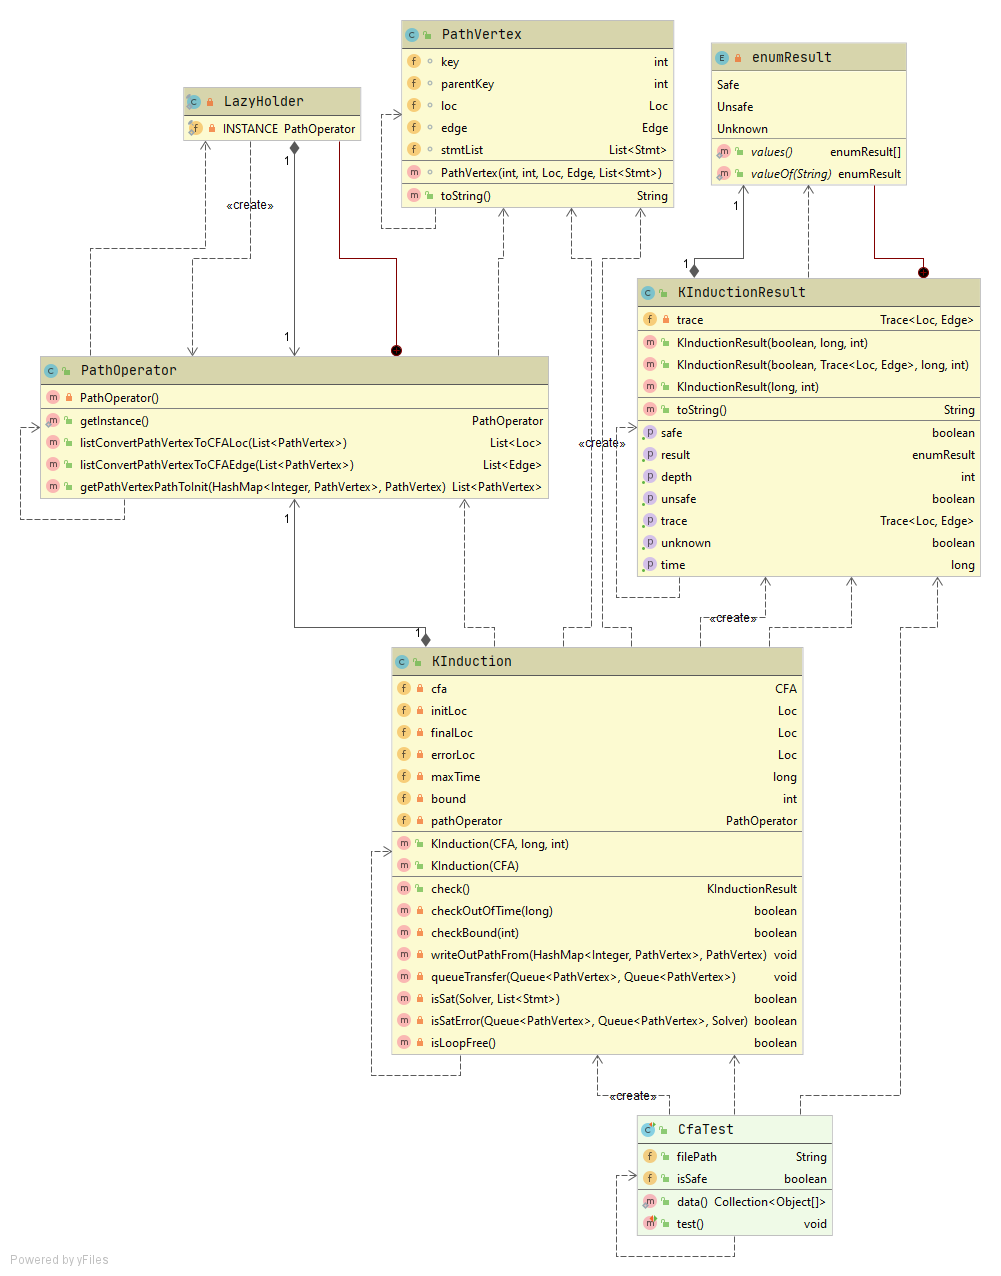 PathVertex
key int
parentKey int
loc Loc
edge Edge
stmtList List<Stmt>
PathVertex(int, int, Loc, Edge, List<Stmt>)
toString() String
enumResult
Safe
Unsafe
Unknown
values() enumResult[]
valueOf(String) enumResult
LazyHolder
INSTANCE PathOperator
1
«create»
1
1
1
KInductionResult
trace Trace<Loc, Edge>
KInductionResult(boolean, long, int)
KInductionResult(boolean, Trace<Loc, Edge>, long, int)
KInductionResult(long, int)
toString() String
safe boolean
result enumResult
depth int
unsafe boolean
trace Trace<Loc, Edge>
unknown boolean
time long
«create»
PathOperator
PathOperator()
getInstance() PathOperator
listConvertPathVertexToCFALoc(List<PathVertex>) List<Loc>
listConvertPathVertexToCFAEdge(List<PathVertex>) List<Edge>
getPathVertexPathToInit(HashMap<Integer, PathVertex>, PathVertex) List<PathVertex>
1
1
«create»
KInduction
cfa CFA
initLoc Loc
finalLoc Loc
errorLoc Loc
maxTime long
bound int
pathOperator PathOperator
KInduction(CFA, long, int)
KInduction(CFA)
check() KInductionResult
checkOutOfTime(long) boolean
checkBound(int) boolean
writeOutPathFrom(HashMap<Integer, PathVertex>, PathVertex) void
queueTransfer(Queue<PathVertex>, Queue<PathVertex>) void
isSat(Solver, List<Stmt>) boolean
isSatError(Queue<PathVertex>, Queue<PathVertex>, Solver) boolean
isLoopFree() boolean
«create»
CfaTest
filePath String
isSafe boolean
data() Collection<Object[]>
test() void
Powered by yFiles